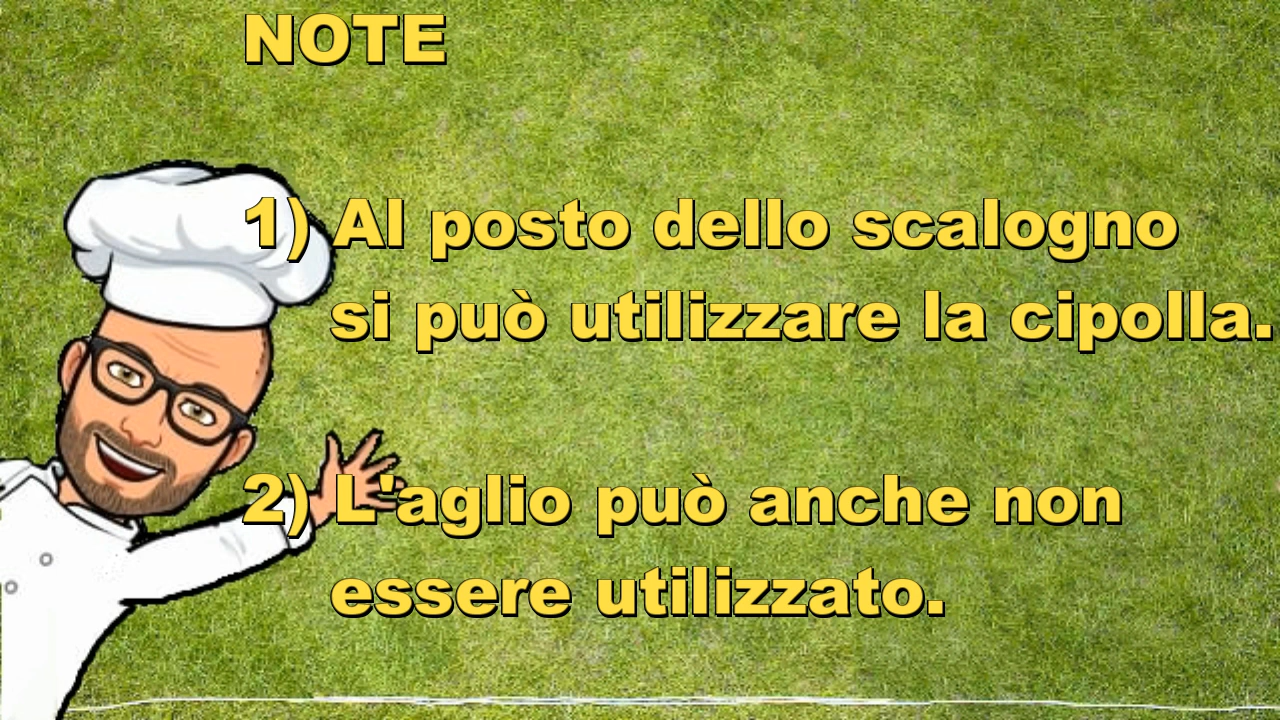 NOTE
1) Al posto dello scalogno
si può utilizzare la cipolla.
2) L'aglio può anche non
essere utilizzato.